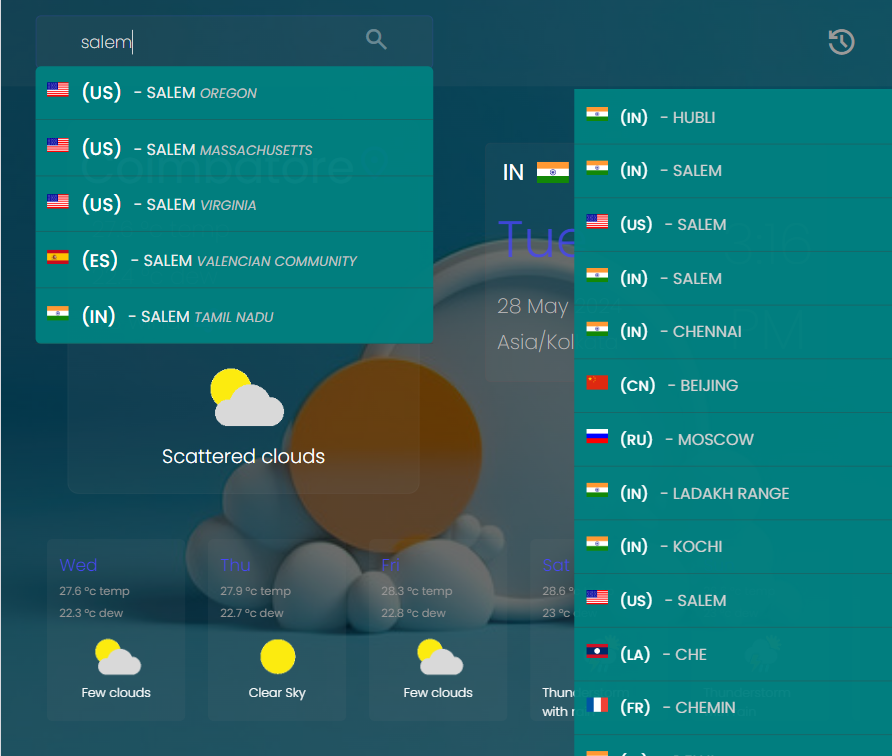 salem
(US) - SALEM OREGON
(US) - SALEM MASSACHUSETTS
(US) - SALEM VIRGINIA
(ES) - SALEM VALENCIAN COMMUNITY
(IN) - SALEM TAMIL NADU
Coimbatore
Scattered clouds
IN
Tue
28 May
Asia/Kol
(IN) - HUBLI
(IN) - SALEM
(US) - SALEM
(IN) - SALEM
(IN) - CHENNAI
(CN) - BEIJING
(RU) - MOSCOW
(IN) - LADAKH RANGE
(IN) - KOCHI
(US) - SALEM
(LA) - CHE
(FR) - CHEMIN
Wed
27.6 °c temp
22.3 °c dew
Few clouds
Thu
27.9 °c temp
22.7 °c dew
Clear Sky
Fri
28.3 °c temp
22.8 °c dew
Few clouds
Sat
28.6 °
23 °c
Thunderstorm
with r
Thunderstorm